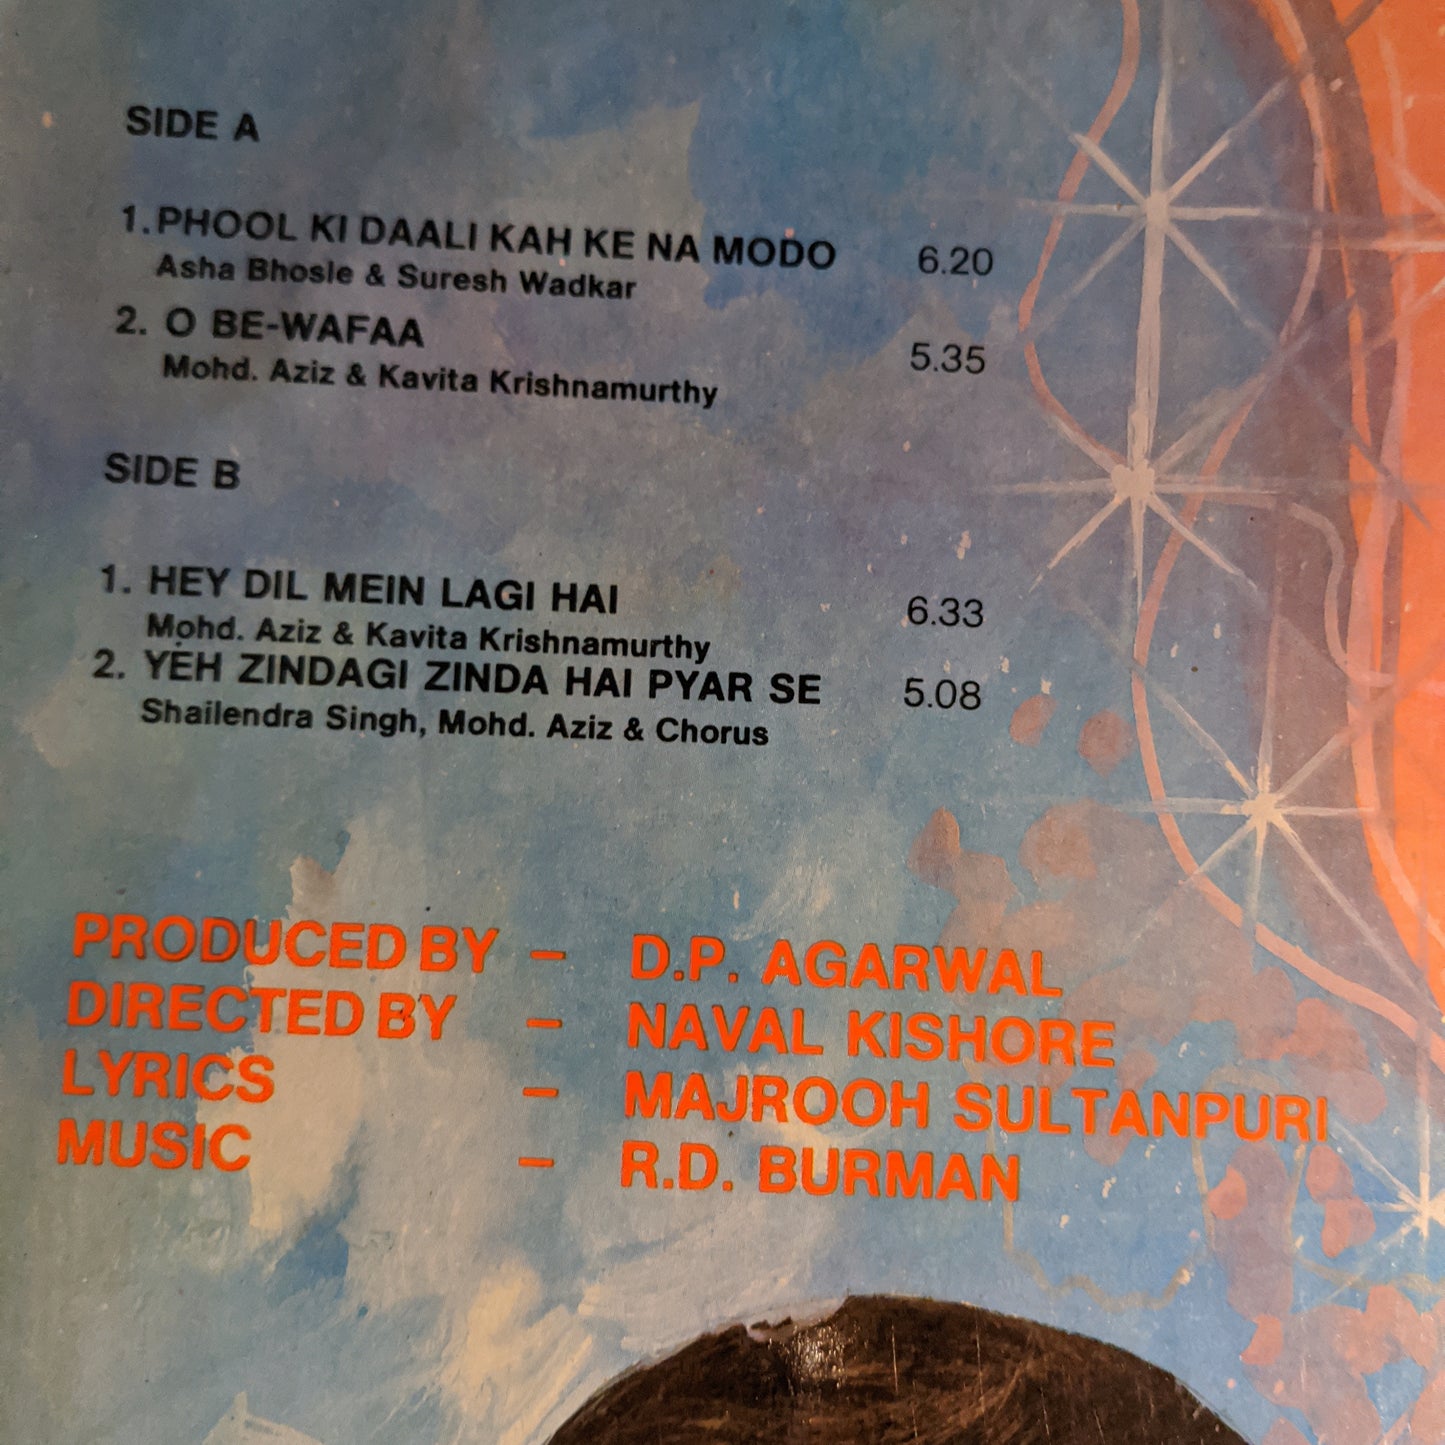 SIDE A
1. PHOOL KI DAALI KAH KE NA MODO 6.20
Asha Bhosle & Suresh Wadkar
2. O BE-WAFAA 5.35
Mohd. Aziz & Kavita Krishnamurthy
SIDE B
1. HEY DIL MEIN LAGI HAI 6.33
Mohd. Aziz & Kavita Krishnamurthy
2. YEH ZINDAGI ZINDA HAI PYAR SE 5.08
Shailendra Singh, Mohd. Aziz & Chorus
PRODUCED BY – D.P. AGARWAL
DIRECTED BY – NAVAL KISHORE
LYRICS – MAJROOH SULTANPURI
MUSIC – R.D. BURMAN